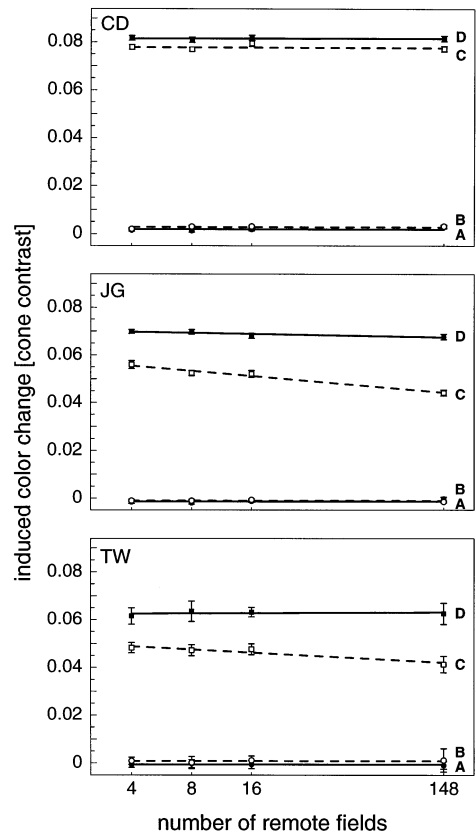 CD
0.08
0.06
0.04
0.02
0
D
C
B
A
JG
0.08
0.06
0.04
0.02
0
D
C
B
A
TW
0.08
0.06
0.04
0.02
0
D
C
B
A
4 8 16 148
number of remote fields
induced color change [cone contrast]